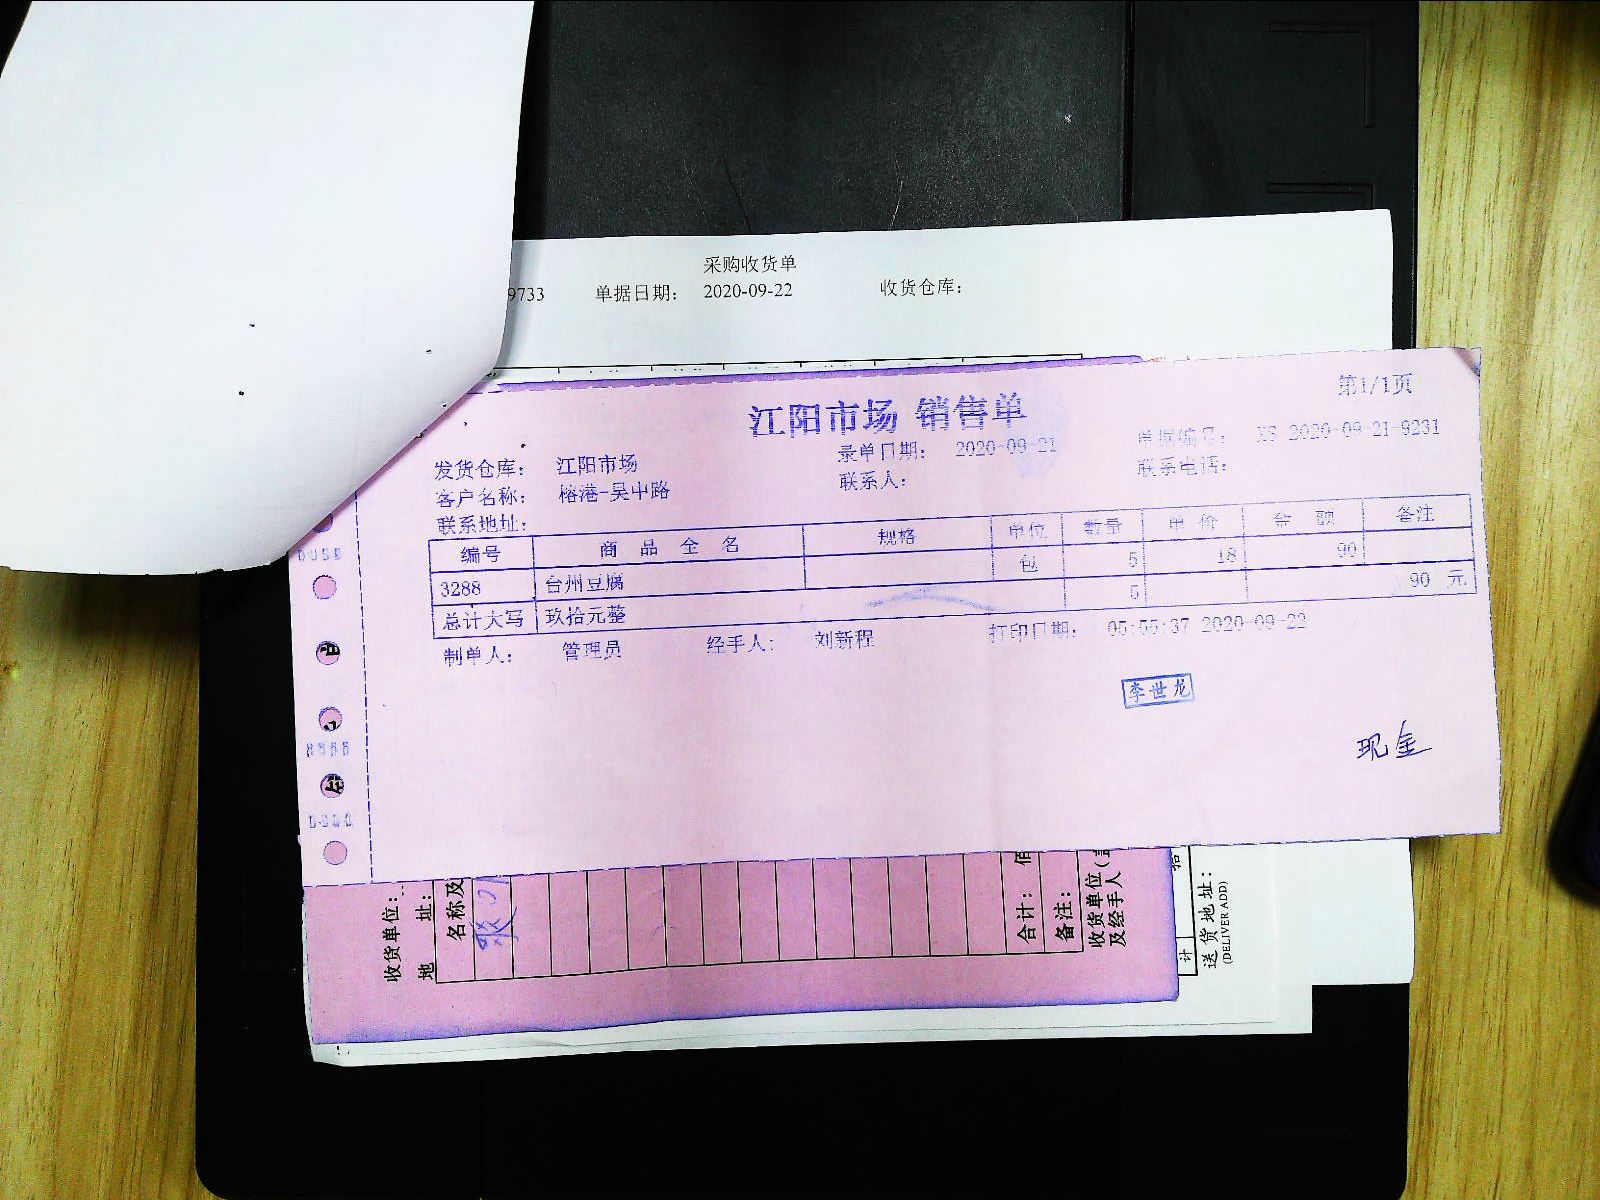 采购收货单
9733 单据日期: 2020-09-22 收货仓库:
第1/1页
江阳市场 销售单
发货仓库: 江阳市场 录单日期: 2020-09-21 单据编号: XS-2020-09-21-9231
客户名称: 榕港-吴中路 联系人: 联系电话:
联系地址:
编号 商品全名 规格 单位 数量 单价 金额 备注
3288 台州豆腐 包 5 18 90
总计大写 玖拾元整 5 90 元
制单人: 管理员 经手人: 刘新程 打印日期: 05:55:37 2020-09-22
李世龙
现金
收货单位:
地 址:
名称及
合计: 佰
备注:
收货单位(盖
及经手人
拾
计
送货地址:
(DELIVER ADD)